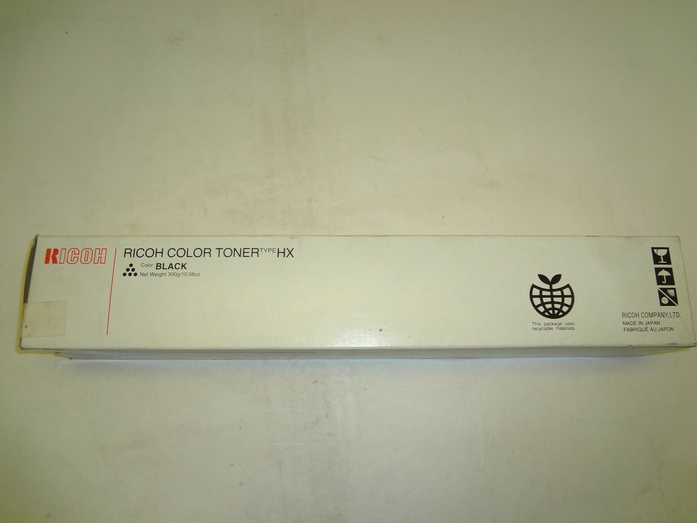 RICOH
RICOH COLOR TONER TYPE HX
Color BLACK
Net Weight 300g/10.58oz
This package uses
recyclable materials.
RICOH COMPANY, LTD.
MADE IN JAPAN
FABRIQUÉ AU JAPON